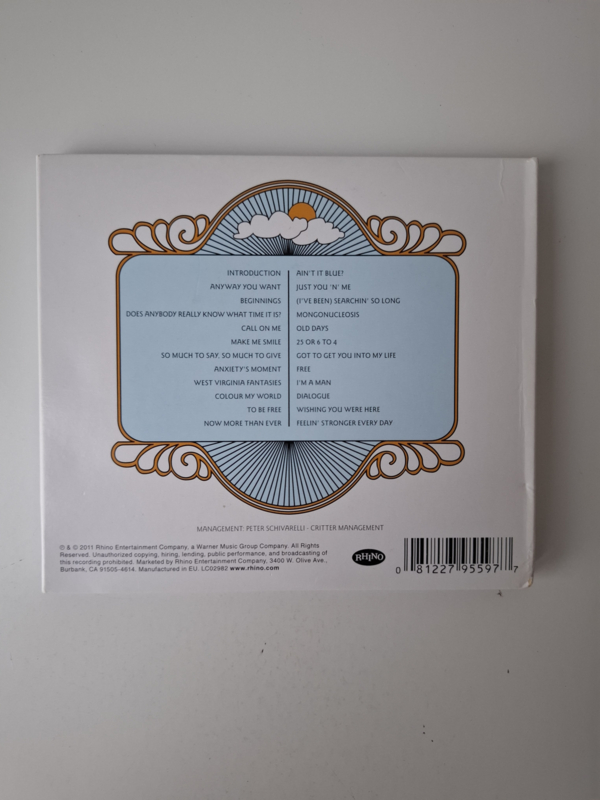 INTRODUCTION
ANYWAY YOU WANT
BEGINNINGS
DOES ANYBODY REALLY KNOW WHAT TIME IT IS?
CALL ON ME
MAKE ME SMILE
SO MUCH TO SAY, SO MUCH TO GIVE
ANXIETY'S MOMENT
WEST VIRGINIA FANTASIES
COLOUR MY WORLD
TO BE FREE
NOW MORE THAN EVER
AIN'T IT BLUE?
JUST YOU 'N' ME
(I'VE BEEN) SEARCHIN' SO LONG
MONGONUCLEOSIS
OLD DAYS
25 OR 6 TO 4
GOT TO GET YOU INTO MY LIFE
FREE
I'M A MAN
DIALOGUE
WISHING YOU WERE HERE
FEELIN' STRONGER EVERY DAY
MANAGEMENT: PETER SCHIVARELLI - CRITTER MANAGEMENT
℗ & © 2011 Rhino Entertainment Company, a Warner Music Group Company. All Rights
Reserved. Unauthorized copying, hiring, lending, public performance, and broadcasting of
this recording prohibited. Marketed by Rhino Entertainment Company, 3400 W. Olive Ave.,
Burbank, CA 91505-4614. Manufactured in EU. LC02982 www.rhino.com
RHINO
0 81227 95597 7